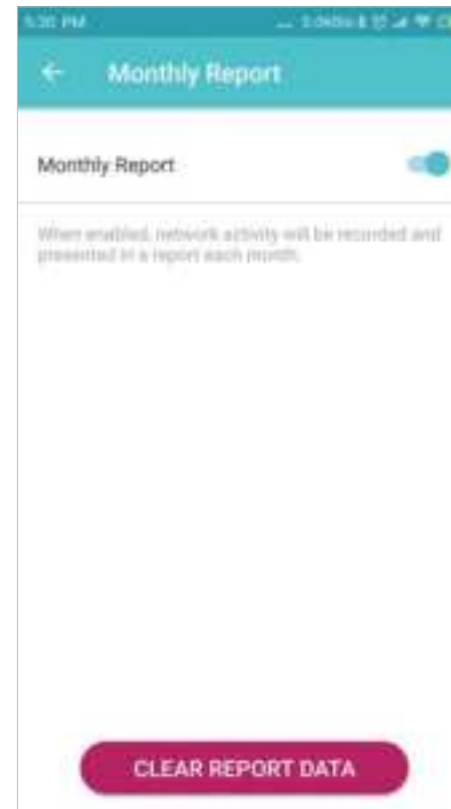 5:30 PM
Monthly Report
Monthly Report
When enabled, network activity will be recorded and
presented in a report each month.
CLEAR REPORT DATA